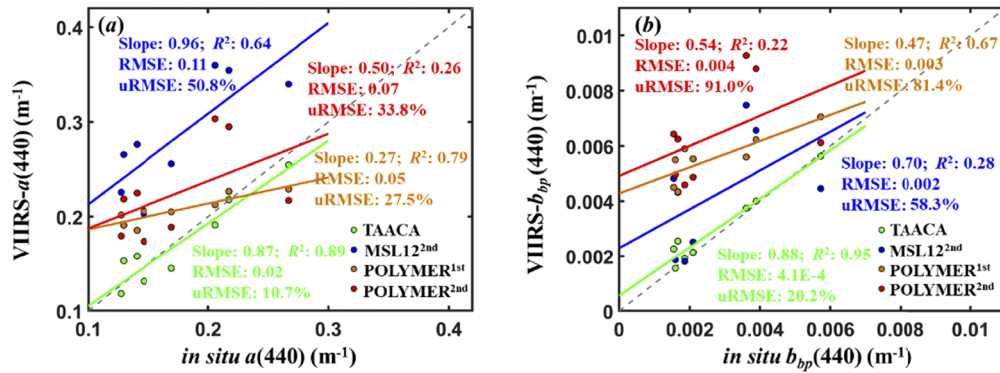 (a)
Slope: 0.96; R²: 0.64
RMSE: 0.11
uRMSE: 50.8%
Slope: 0.50; R²: 0.26
RMSE: 0.07
uRMSE: 33.8%
Slope: 0.27; R²: 0.79
RMSE: 0.05
uRMSE: 27.5%
Slope: 0.87; R²: 0.89
RMSE: 0.02
uRMSE: 10.7%
TAACA
MSL12²ⁿᵈ
POLYMER¹ˢᵗ
POLYMER²ⁿᵈ
VIIRS-a(440) (m⁻¹)
0.4
0.3
0.2
0.1
0.1
0.2
0.3
0.4
in situ a(440) (m⁻¹)
(b)
Slope: 0.54; R²: 0.22
RMSE: 0.004
uRMSE: 91.0%
Slope: 0.47; R²: 0.67
RMSE: 0.003
uRMSE: 81.4%
Slope: 0.70; R²: 0.28
RMSE: 0.002
uRMSE: 58.3%
Slope: 0.88; R²: 0.95
RMSE: 4.1E-4
uRMSE: 20.2%
TAACA
MSL12²ⁿᵈ
POLYMER¹ˢᵗ
POLYMER²ⁿᵈ
VIIRS-bbp(440) (m⁻¹)
0.01
0.008
0.006
0.004
0.002
0
0
0.002
0.004
0.006
0.008
0.01
in situ bbp(440) (m⁻¹)